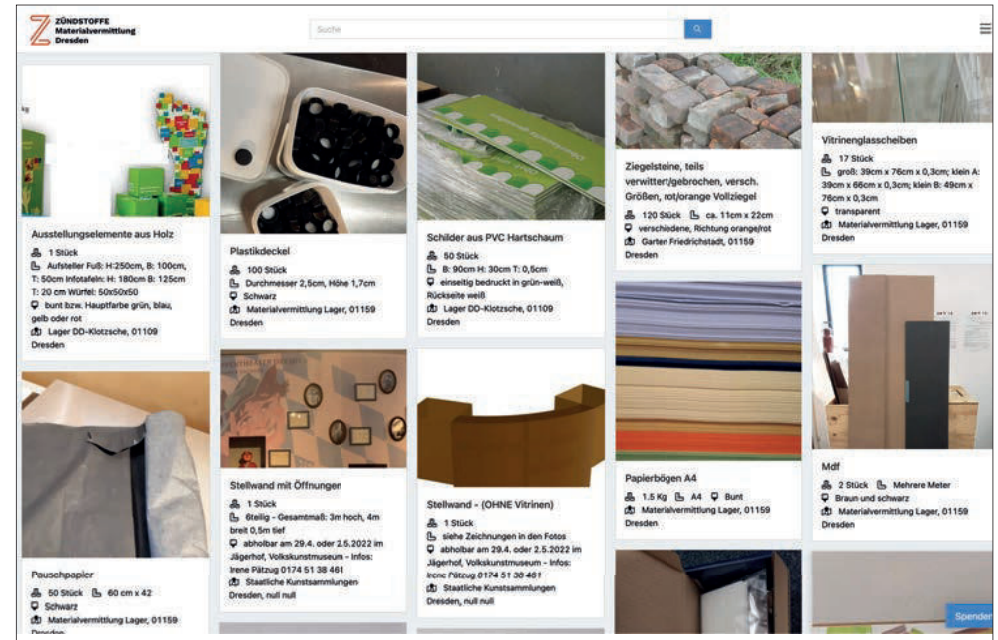 ZÜNDSTOFFE
Materialvermittlung
Dresden
Suche
kg
Ausstellungselemente aus Holz
1 Stück
Aufsteller Fuß: H:250cm, B: 100cm,
T: 50cm Infotafeln: H: 180cm B: 125cm
T: 20 cm Würfel: 50x50x50
bunt bzw. Hauptfarbe grün, blau,
gelb oder rot
Lager DD-Klotzsche, 01109
Dresden
Pauschpapier
50 Stück 60 cm x 42
Schwarz
Materialvermittlung Lager, 01159
Dresden
Plastikdeckel
100 Stück
Durchmesser 2,5cm, Höhe 1,7cm
Schwarz
Materialvermittlung Lager, 01159
Dresden
Stellwand mit Öffnungen
1 Stück
6teilig - Gesamtmaß: 3m hoch, 4m
breit 0,5m tief
abholbar am 29.4. oder 2.5.2022 im
Jägerhof, Volkskunstmuseum - Infos:
Irene Pätzug 0174 51 38 461
Staatliche Kunstsammlungen
Dresden, null null
Schilder aus PVC Hartschaum
50 Stück
B: 90cm H: 30cm T: 0,5cm
einseitig bedruckt in grün-weiß,
Rückseite weiß
Lager DD-Klotzsche, 01109
Dresden
Stellwand - (OHNE Vitrinen)
1 Stück
siehe Zeichnungen in den Fotos
abholbar am 29.4. oder 2.5.2022 im
Jägerhof, Volkskunstmuseum - Infos:
Irene Pätzug 0174 51 38 461
Staatliche Kunstsammlungen
Dresden, null null
Ziegelsteine, teils
verwitter/gebrochen, versch.
Größen, rot/orange Vollziegel
120 Stück ca. 11cm x 22cm
verschiedene, Richtung orange/rot
Garten Friedrichstadt, 01159
Dresden
Papierbögen A4
1.5 Kg A4 Bunt
Materialvermittlung Lager, 01159
Dresden
Vitrinenglasscheiben
17 Stück
groß: 39cm x 76cm x 0,3cm; klein A:
39cm x 66cm x 0,3cm; klein B: 49cm x
76cm x 0,3cm
transparent
Materialvermittlung Lager, 01159
Dresden
Mdf
2 Stück Mehrere Meter
Braun und schwarz
Materialvermittlung Lager, 01159
Dresden
Spenden